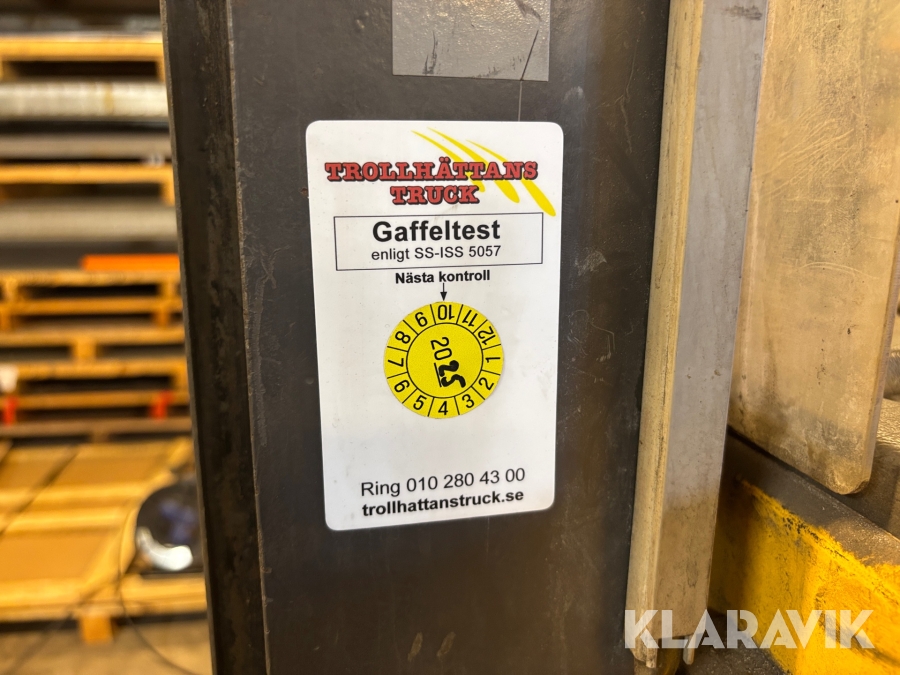 TROLLHÄTTANS
TRUCK
Gaffeltest
enligt SS-ISS 5057
Nästa kontroll
1 2 3 4 5 6 7 8 9 10 11 12
2025
Ring 010 280 43 00
trollhattanstruck.se
KLARAVIK